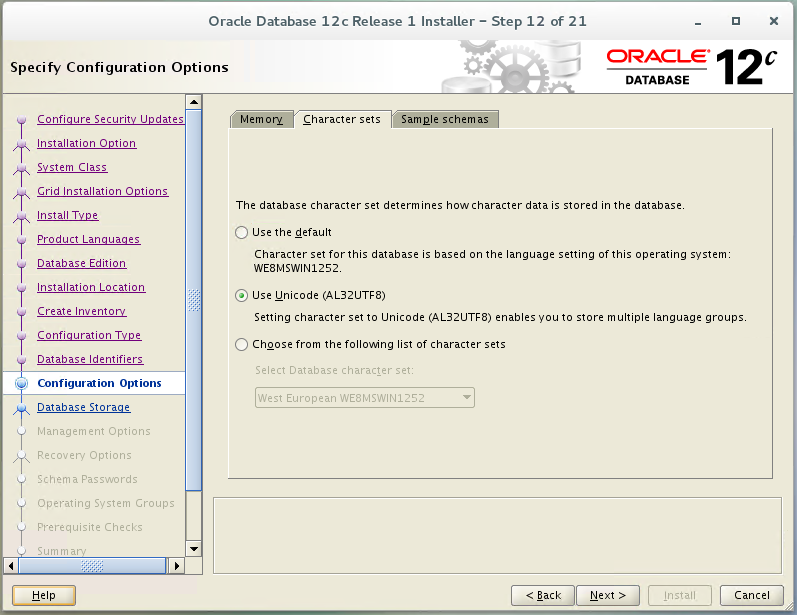 Oracle Database 12c Release 1 Installer – Step 12 of 21
Specify Configuration Options
ORACLE
DATABASE
12c
Configure Security Updates
Installation Option
System Class
Grid Installation Options
Install Type
Product Languages
Database Edition
Installation Location
Create Inventory
Configuration Type
Database Identifiers
Configuration Options
Database Storage
Management Options
Recovery Options
Schema Passwords
Operating System Groups
Prerequisite Checks
Summary
Memory
Character sets
Sample schemas
The database character set determines how character data is stored in the database.
Use the default
Character set for this database is based on the language setting of this operating system:
WE8MSWIN1252.
Use Unicode (AL32UTF8)
Setting character set to Unicode (AL32UTF8) enables you to store multiple language groups.
Choose from the following list of character sets
Select Database character set:
West European WE8MSWIN1252
Help
< Back
Next >
Install
Cancel